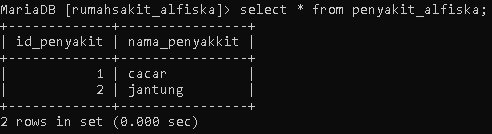 MariaDB [rumahsakit_alfiska]> select * from penyakit_alfiska;
+-------------+----------------+
| id_penyakit | nama_penyakkit |
+-------------+----------------+
|           1 | cacar          |
|           2 | jantung        |
+-------------+----------------+
2 rows in set (0.000 sec)